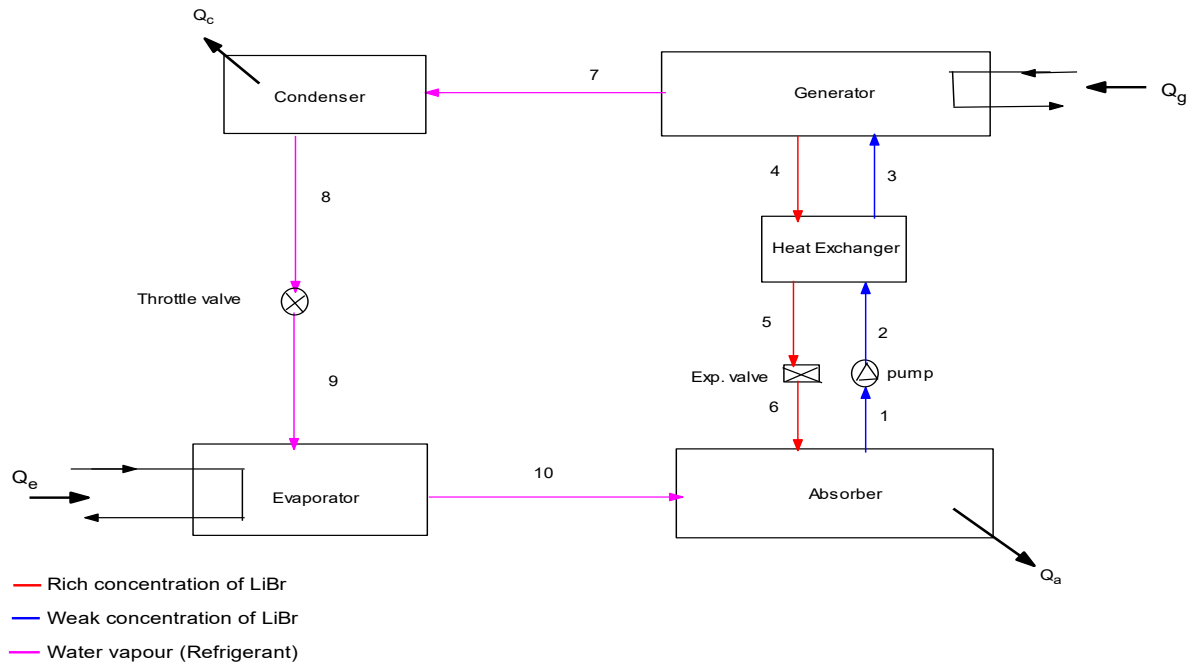 Qc
7
Condenser
Generator
Qg
4
3
8
Heat Exchanger
Throttle valve
5
2
9
Exp. valve
pump
6
1
Qe
10
Evaporator
Absorber
Qa
Rich concentration of LiBr
Weak concentration of LiBr
Water vapour (Refrigerant)